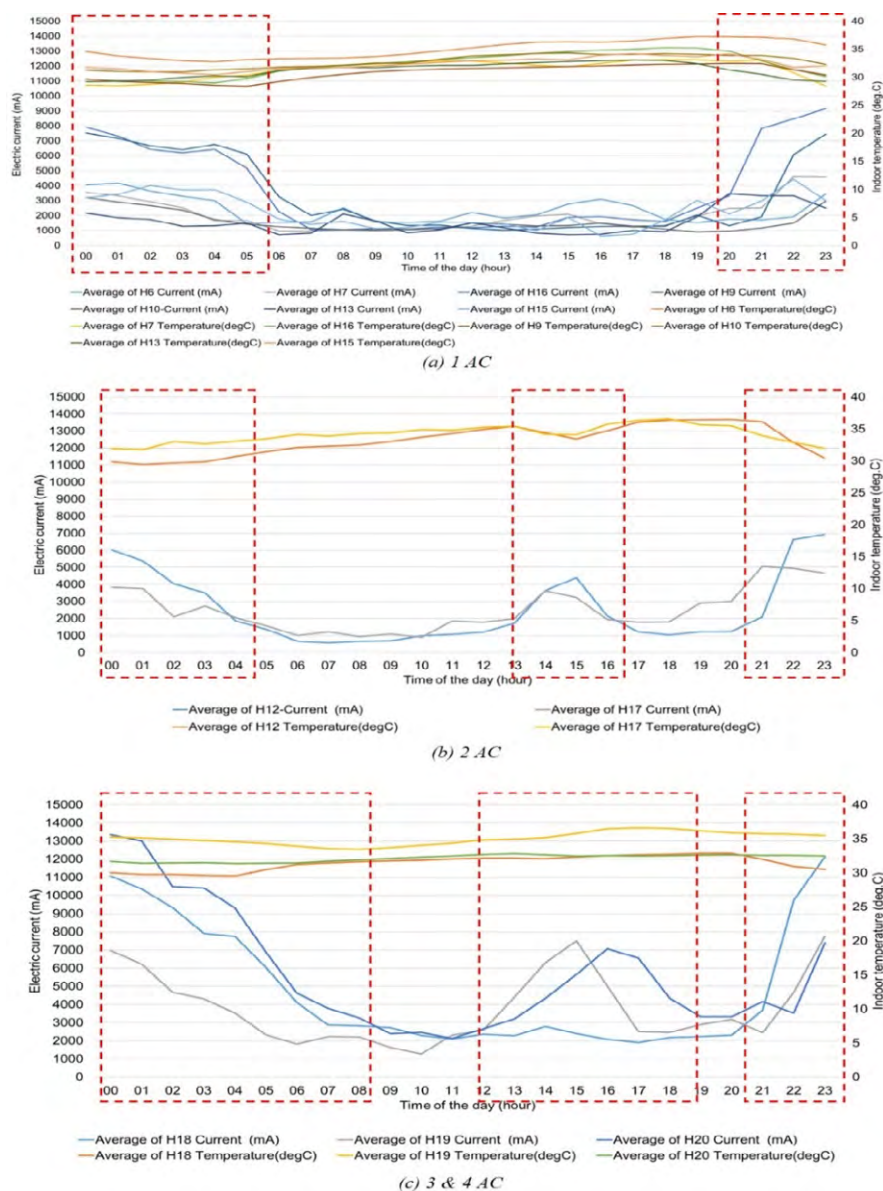 15000 40
14000
13000 35
12000
11000 30
10000
9000 25
8000 20
7000
6000 15
5000
4000 10
3000
2000 5
1000
0 0
Electric current (mA)
Indoor temperature (deg.C)
00 01 02 03 04 05 06 07 08 09 10 11 12 13 14 15 16 17 18 19 20 21 22 23
Time of the day (hour)
Average of H6 Current (mA) Average of H7 Current (mA) Average of H16 Current (mA) Average of H9 Current (mA)
Average of H10-Current (mA) Average of H13 Current (mA) Average of H15 Current (mA) Average of H6 Temperature(degC)
Average of H7 Temperature(degC) Average of H16 Temperature(degC) Average of H9 Temperature(degC) Average of H10 Temperature(degC)
Average of H13 Temperature(degC) Average of H15 Temperature(degC)
(a) 1 AC
15000 40
14000
13000 35
12000
11000 30
10000
9000 25
8000 20
7000
6000 15
5000
4000 10
3000
2000 5
1000
0 0
Electric current (mA)
Indoor temperature (deg.C)
00 01 02 03 04 05 06 07 08 09 10 11 12 13 14 15 16 17 18 19 20 21 22 23
Time of the day (hour)
Average of H12-Current (mA) Average of H17 Current (mA)
Average of H12 Temperature(degC) Average of H17 Temperature(degC)
(b) 2 AC
15000 40
14000
13000 35
12000
11000 30
10000
9000 25
8000 20
7000
6000 15
5000
4000 10
3000
2000 5
1000
0 0
Electric current (mA)
Indoor temperature (deg.C)
00 01 02 03 04 05 06 07 08 09 10 11 12 13 14 15 16 17 18 19 20 21 22 23
Time of the day (hour)
Average of H18 Current (mA) Average of H19 Current (mA) Average of H20 Current (mA)
Average of H18 Temperature(degC) Average of H19 Temperature(degC) Average of H20 Temperature(degC)
(c) 3 & 4 AC